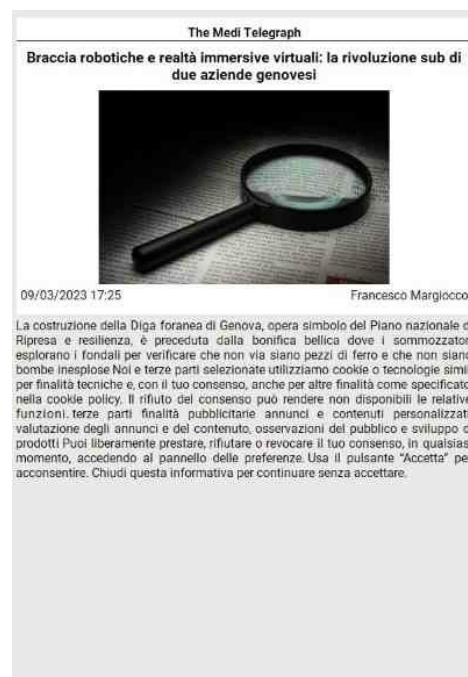 The Medi Telegraph
Braccia robotiche e realtà immersive virtuali: la rivoluzione sub di
due aziende genovesi
09/03/2023 17:25 Francesco Margiocco
La costruzione della Diga foranea di Genova, opera simbolo del Piano nazionale d
Ripresa e resilienza, è preceduta dalla bonifica bellica dove i sommozzator
esplorano i fondali per verificare che non via siano pezzi di ferro e che non siano
bombe inesplose Noi e terze parti selezionate utilizziamo cookie o tecnologie simil
per finalità tecniche e, con il tuo consenso, anche per altre finalità come specificato
nella cookie policy. Il rifiuto del consenso può rendere non disponibili le relative
funzioni. terze parti finalità pubblicitarie annunci e contenuti personalizzati
valutazione degli annunci e del contenuto, osservazioni del pubblico e sviluppo d
prodotti Puoi liberamente prestare, rifiutare o revocare il tuo consenso, in qualsias
momento, accedendo al pannello delle preferenze. Usa il pulsante “Accetta” pe
acconsentire. Chiudi questa informativa per continuare senza accettare.